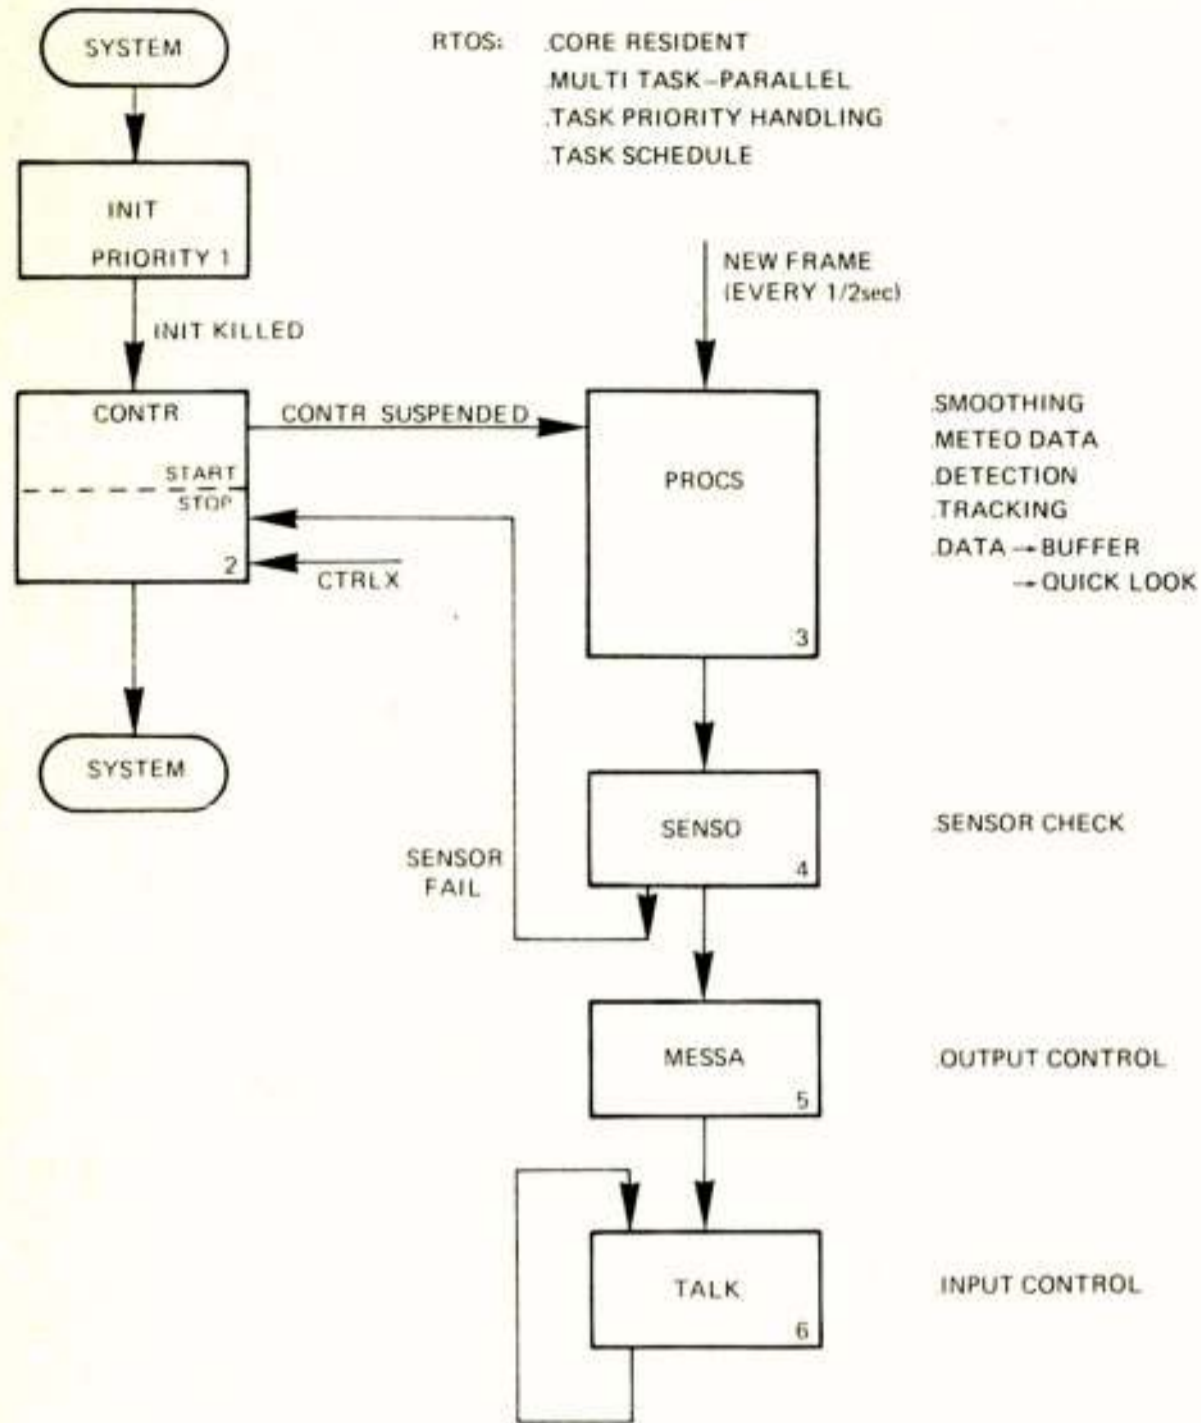 SYSTEM
RTOS: .CORE RESIDENT
.MULTI TASK-PARALLEL
.TASK PRIORITY HANDLING
.TASK SCHEDULE
INIT
PRIORITY 1
NEW FRAME
(EVERY 1/2sec)
INIT KILLED
CONTR
CONTR SUSPENDED
START
STOP
2
CTRLX
PROCS
3
.SMOOTHING
.METEO DATA
.DETECTION
.TRACKING
.DATA → BUFFER
→ QUICK LOOK
SYSTEM
SENSO
4
.SENSOR CHECK
SENSOR
FAIL
MESSA
5
.OUTPUT CONTROL
TALK
6
.INPUT CONTROL